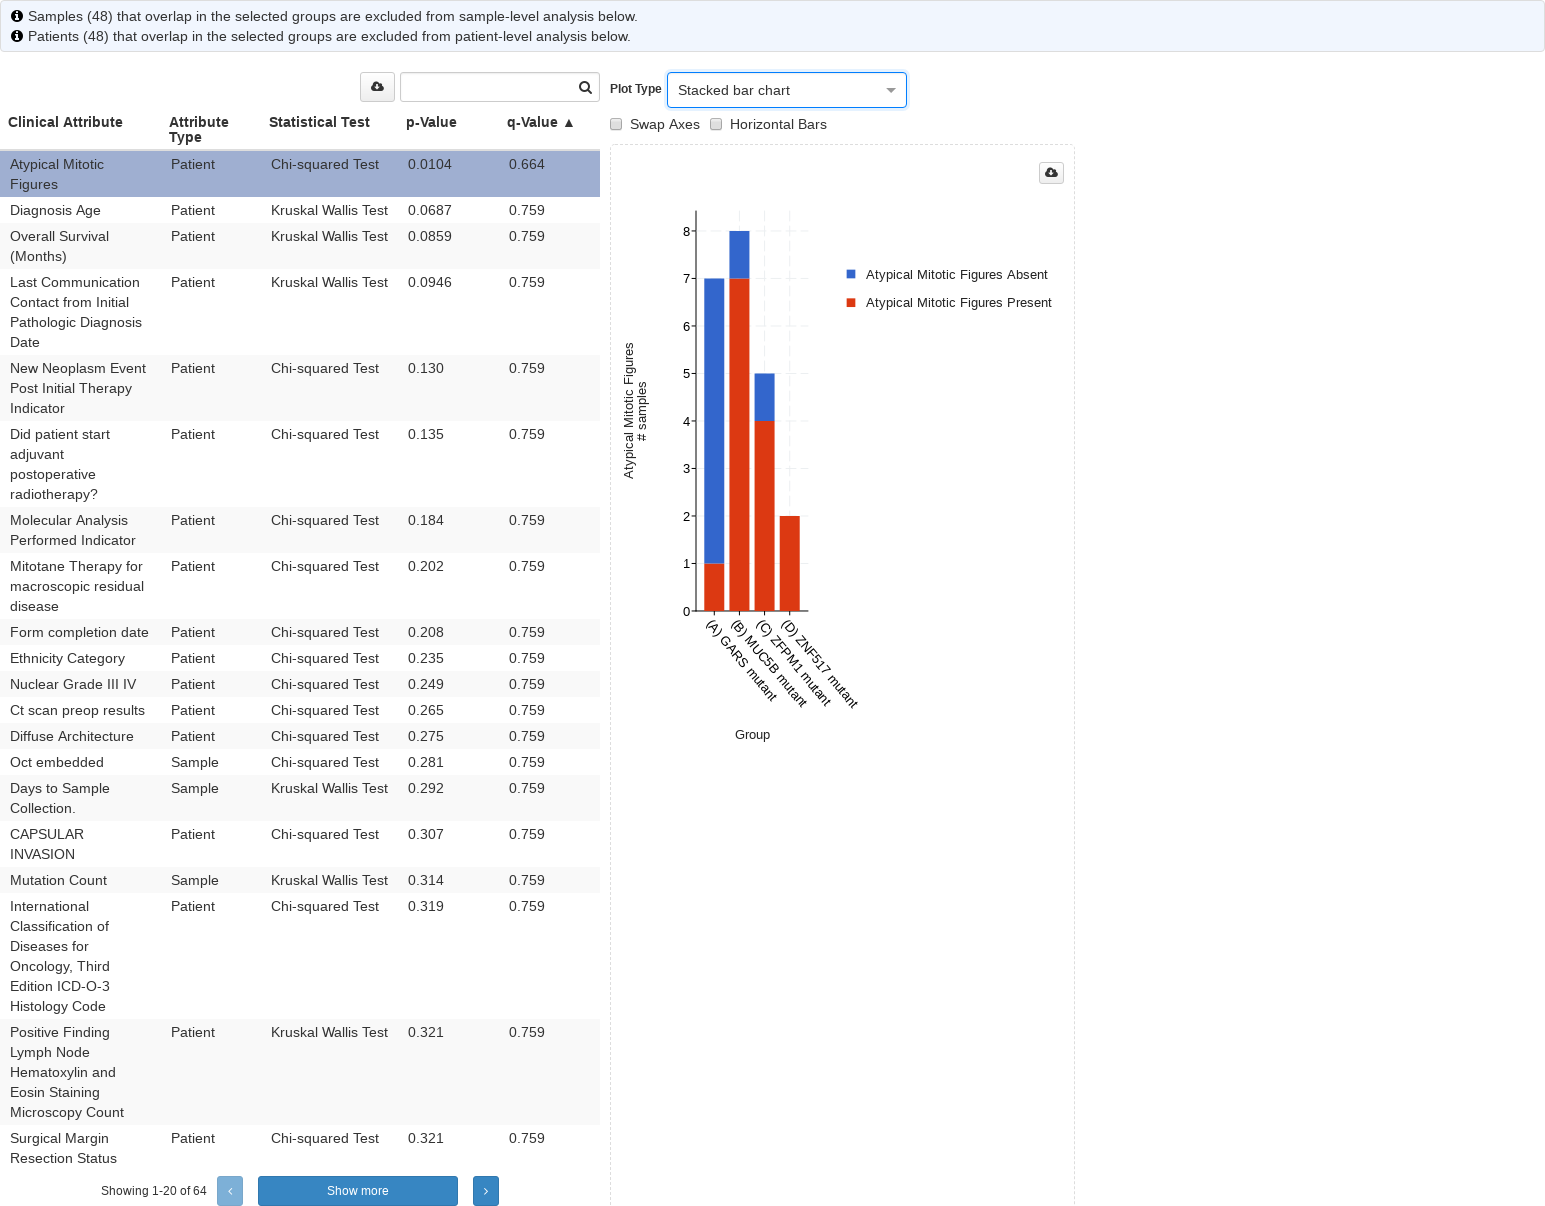 Samples (48) that overlap in the selected groups are excluded from sample-level analysis below.
Patients (48) that overlap in the selected groups are excluded from patient-level analysis below.
Clinical Attribute Attribute Type Statistical Test p-Value q-Value ▲
Atypical Mitotic Figures Patient Chi-squared Test 0.0104 0.664
Diagnosis Age Patient Kruskal Wallis Test 0.0687 0.759
Overall Survival (Months) Patient Kruskal Wallis Test 0.0859 0.759
Last Communication Contact from Initial Pathologic Diagnosis Date Patient Kruskal Wallis Test 0.0946 0.759
New Neoplasm Event Post Initial Therapy Indicator Patient Chi-squared Test 0.130 0.759
Did patient start adjuvant postoperative radiotherapy? Patient Chi-squared Test 0.135 0.759
Molecular Analysis Performed Indicator Patient Chi-squared Test 0.184 0.759
Mitotane Therapy for macroscopic residual disease Patient Chi-squared Test 0.202 0.759
Form completion date Patient Chi-squared Test 0.208 0.759
Ethnicity Category Patient Chi-squared Test 0.235 0.759
Nuclear Grade III IV Patient Chi-squared Test 0.249 0.759
Ct scan preop results Patient Chi-squared Test 0.265 0.759
Diffuse Architecture Patient Chi-squared Test 0.275 0.759
Oct embedded Sample Chi-squared Test 0.281 0.759
Days to Sample Collection. Sample Kruskal Wallis Test 0.292 0.759
CAPSULAR INVASION Patient Chi-squared Test 0.307 0.759
Mutation Count Sample Kruskal Wallis Test 0.314 0.759
International Classification of Diseases for Oncology, Third Edition ICD-O-3 Histology Code Patient Chi-squared Test 0.319 0.759
Positive Finding Lymph Node Hematoxylin and Eosin Staining Microscopy Count Patient Kruskal Wallis Test 0.321 0.759
Surgical Margin Resection Status Patient Chi-squared Test 0.321 0.759
Showing 1-20 of 64
Show more
Plot Type Stacked bar chart
Swap Axes Horizontal Bars
8
7
6
5
4
3
2
1
0
Atypical Mitotic Figures
# samples
(A) GARS mutant
(B) MUC5B mutant
(C) ZFPM1 mutant
(D) ZNF517 mutant
Group
Atypical Mitotic Figures Absent
Atypical Mitotic Figures Present